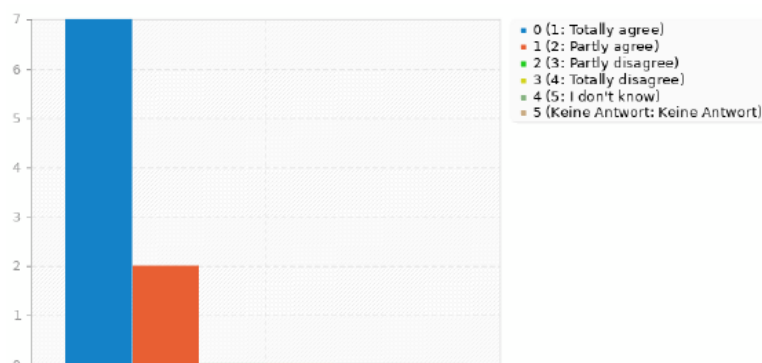 7
6
5
4
3
2
1
0 (1: Totally agree)
1 (2: Partly agree)
2 (3: Partly disagree)
3 (4: Totally disagree)
4 (5: I don't know)
5 (Keine Antwort: Keine Antwort)